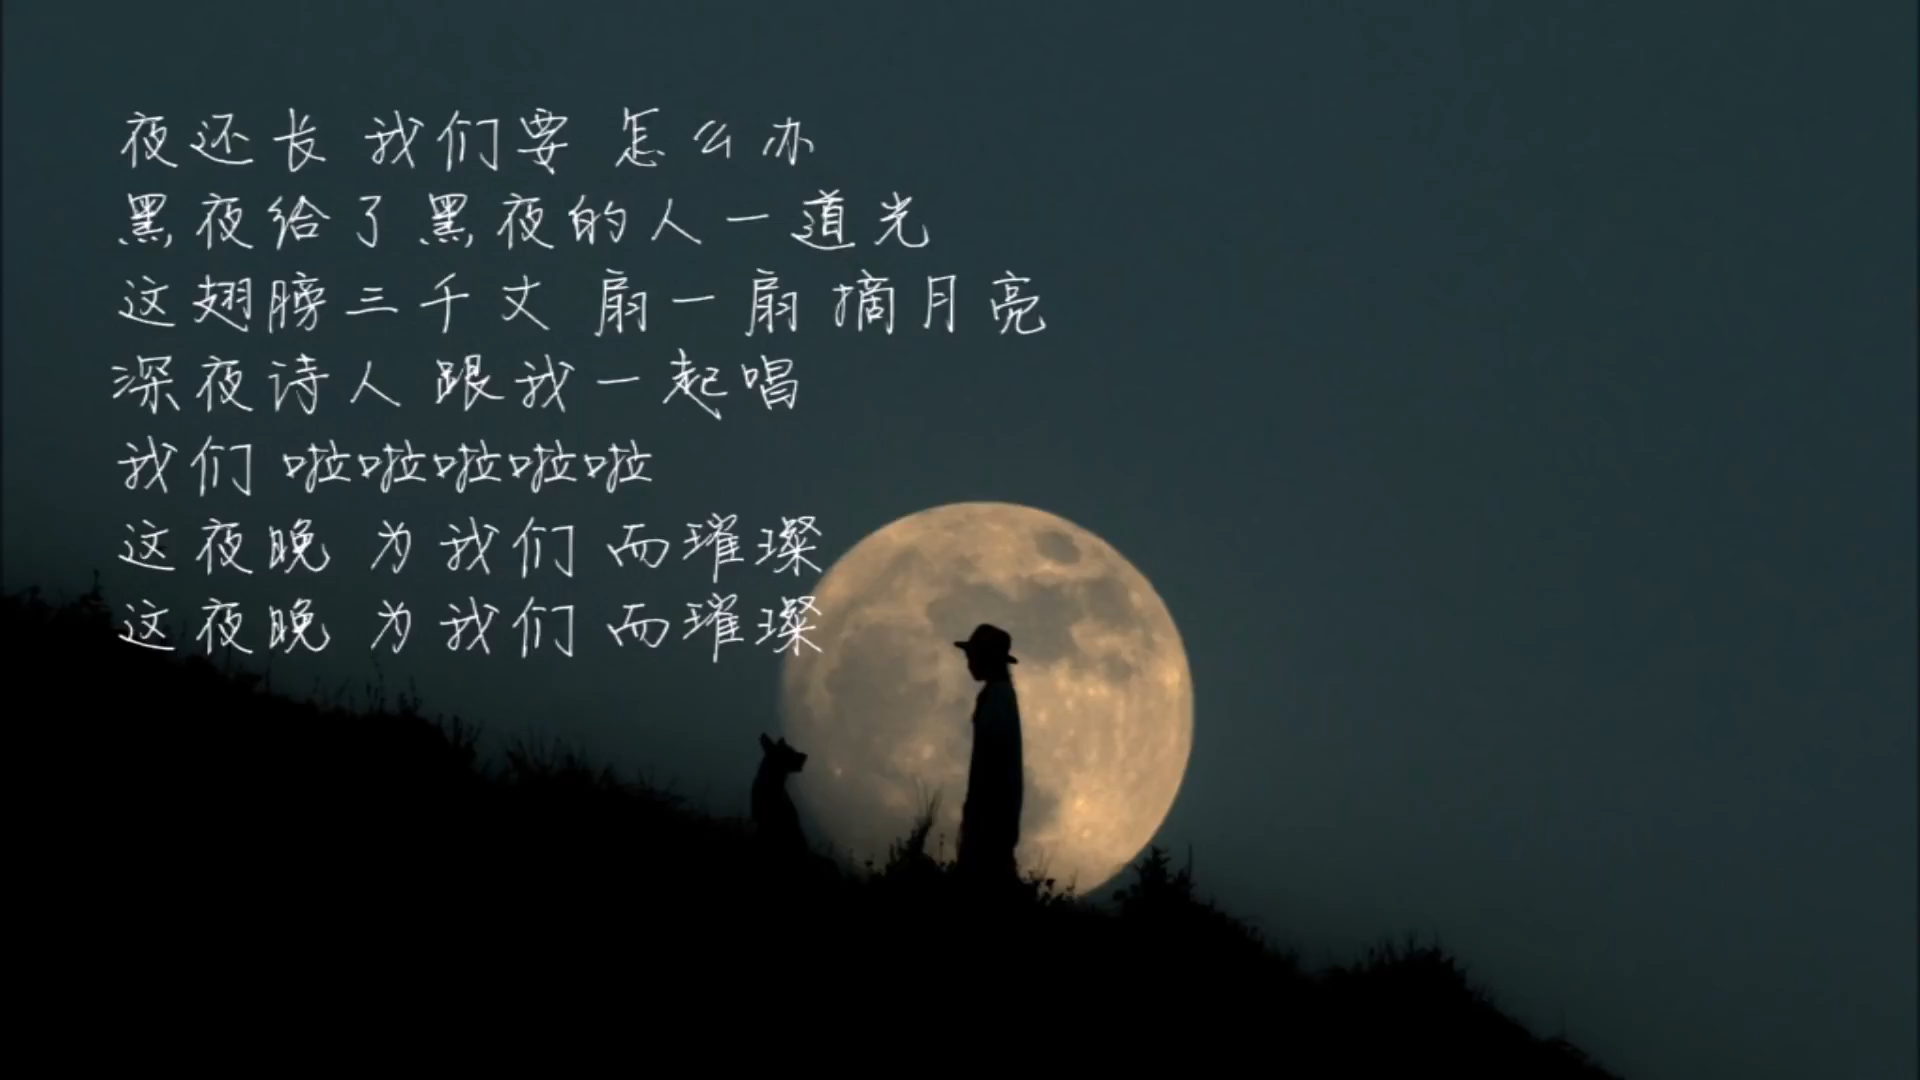 夜还长 我们要 怎么办
黑夜给了黑夜的人一道光
这翅膀三千丈 扇一扇 摘月亮
深夜诗人 跟我一起唱
我们 啦啦啦啦啦
这夜晚 为我们 而璀璨
这夜晚 为我们 而璀璨